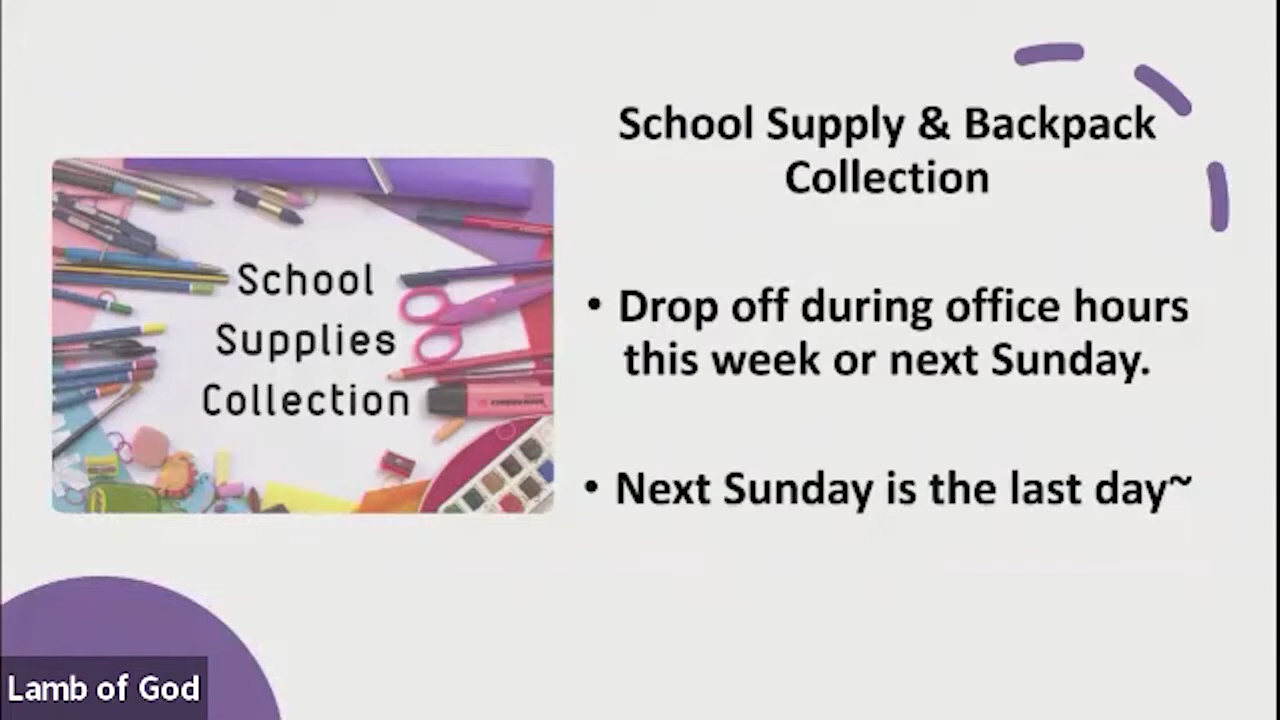 School Supply & Backpack
Collection
School
Supplies
Collection
• Drop off during office hours
this week or next Sunday.
• Next Sunday is the last day~
Lamb of God